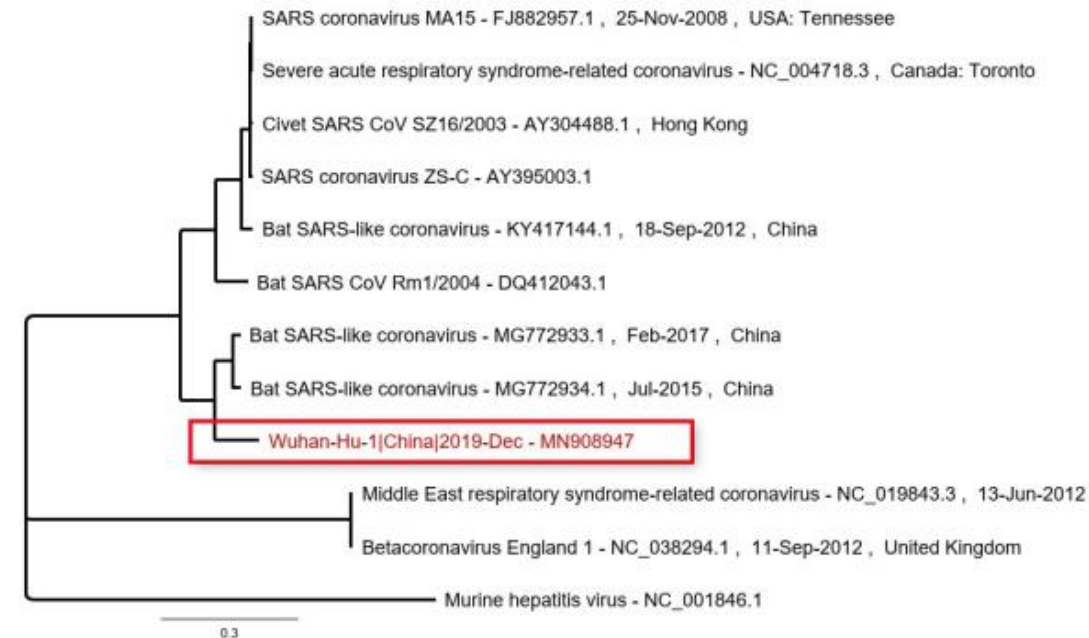 SARS coronavirus MA15 - FJ882957.1 , 25-Nov-2008 , USA: Tennessee
Severe acute respiratory syndrome-related coronavirus - NC_004718.3 , Canada: Toronto
Civet SARS CoV SZ16/2003 - AY304488.1 , Hong Kong
SARS coronavirus ZS-C - AY395003.1
Bat SARS-like coronavirus - KY417144.1 , 18-Sep-2012 , China
Bat SARS CoV Rm1/2004 - DQ412043.1
Bat SARS-like coronavirus - MG772933.1 , Feb-2017 , China
Bat SARS-like coronavirus - MG772934.1 , Jul-2015 , China
Wuhan-Hu-1|China|2019-Dec - MN908947
Middle East respiratory syndrome-related coronavirus - NC_019843.3 , 13-Jun-2012
Betacoronavirus England 1 - NC_038294.1 , 11-Sep-2012 , United Kingdom
Murine hepatitis virus - NC_001846.1
0.3